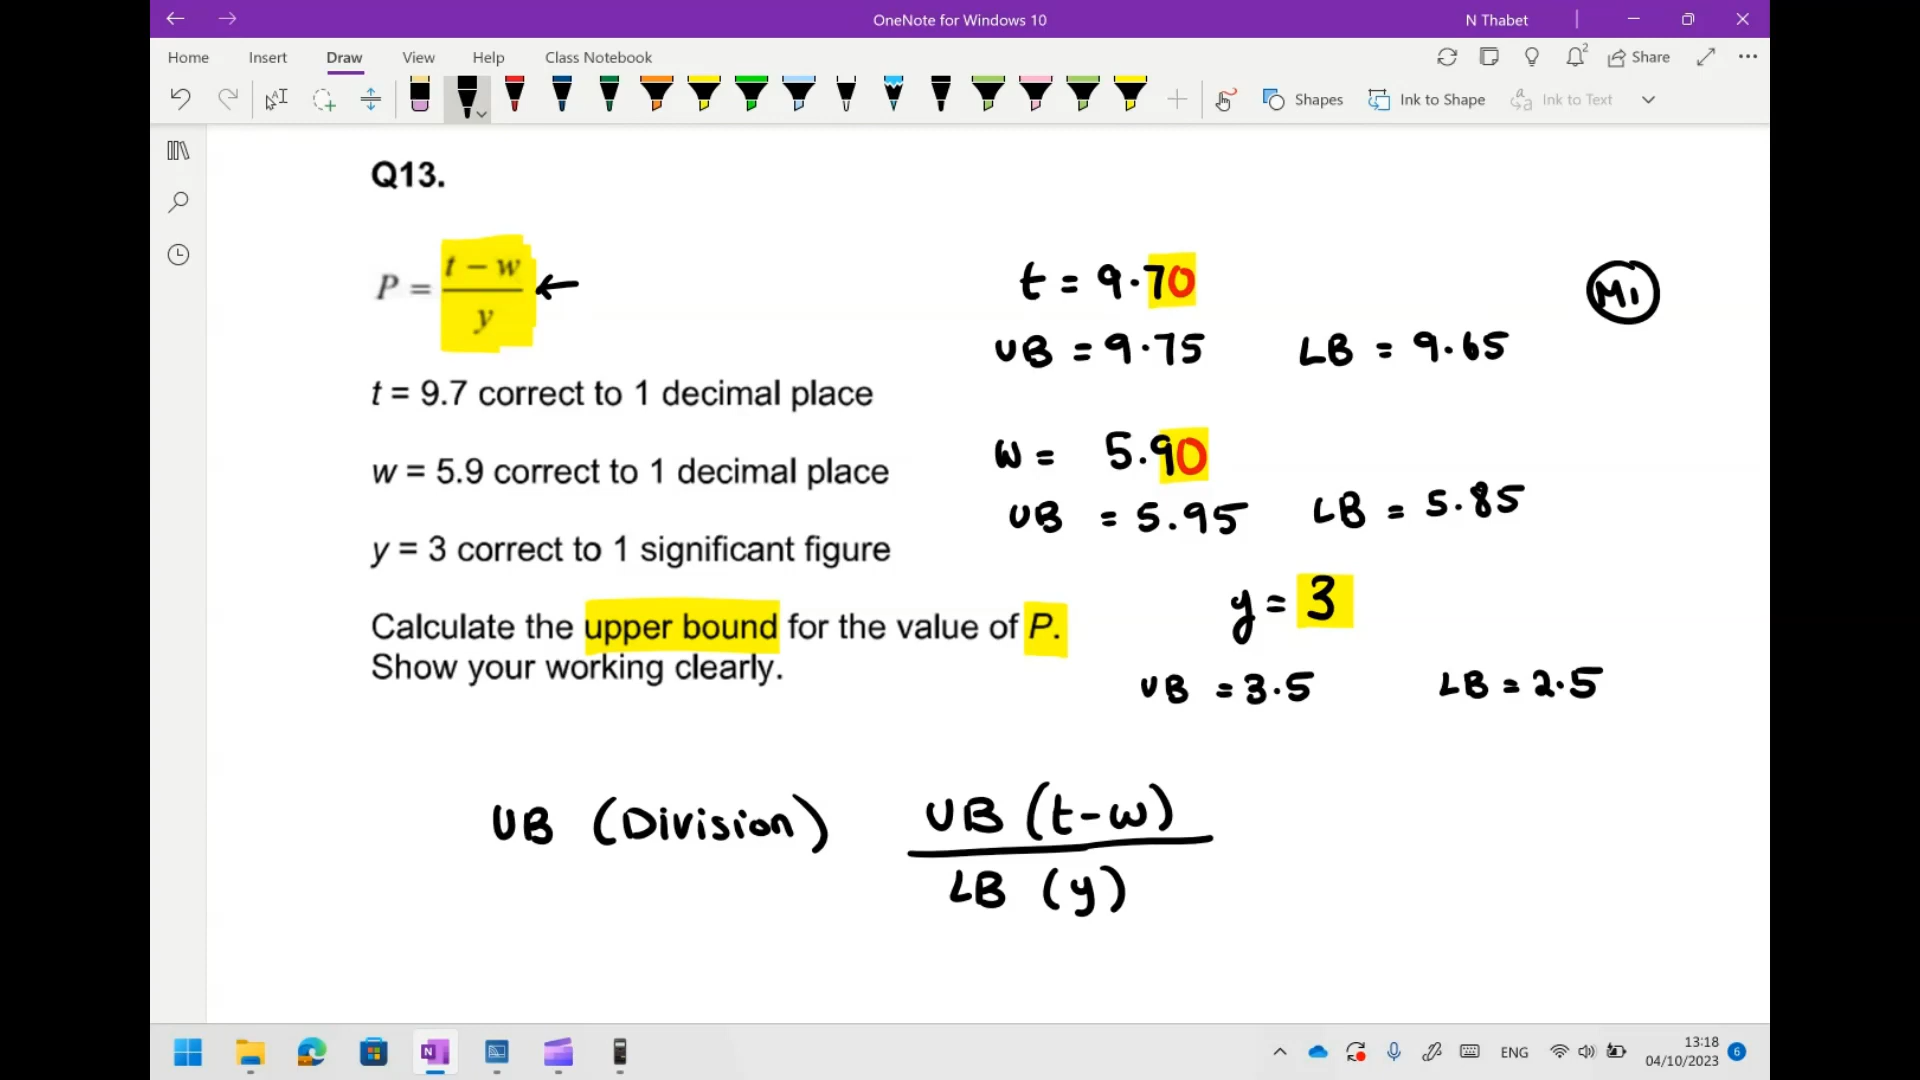 OneNote for Windows 10
N Thabet
Home Insert Draw View Help Class Notebook
2 Share
Shapes Ink to Shape Ink to Text
Q13.
P = t − w / y ←
t = 9.70
UB = 9.75 LB = 9.65
M1
t = 9.7 correct to 1 decimal place
w = 5.90
UB = 5.95 LB = 5.85
w = 5.9 correct to 1 decimal place
y = 3 correct to 1 significant figure
y = 3
UB = 3.5 LB = 2.5
Calculate the upper bound for the value of P.
Show your working clearly.
UB (Division) UB (t-w)
LB (y)
ENG
13:18
04/10/2023
6